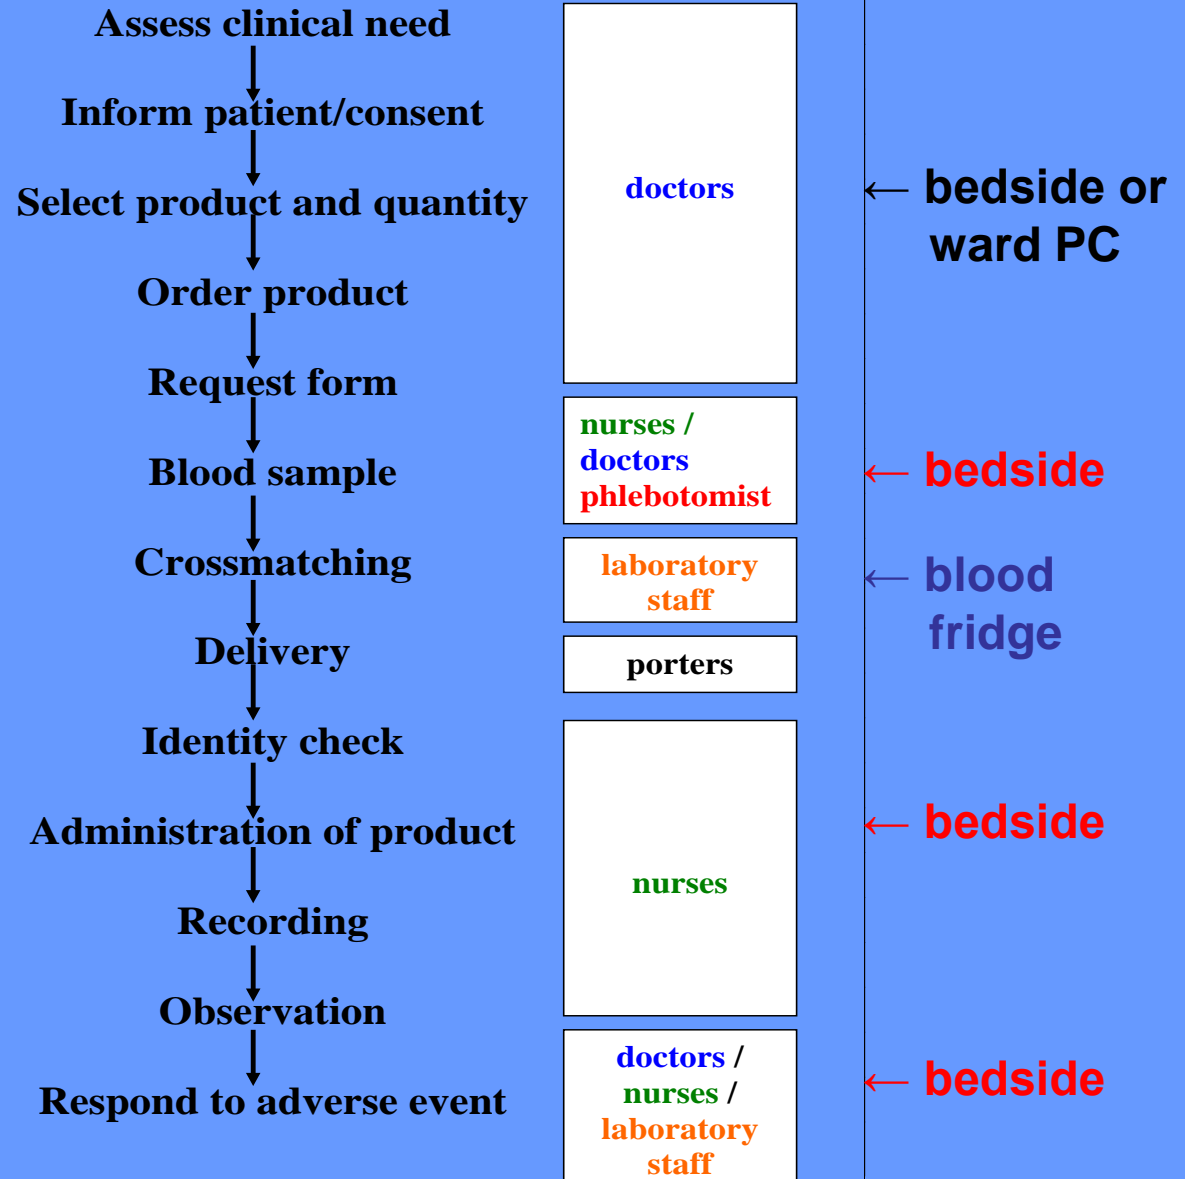 Assess clinical need
Inform patient/consent
Select product and quantity
Order product
Request form
Blood sample
Crossmatching
Delivery
Identity check
Administration of product
Recording
Observation
Respond to adverse event
doctors
nurses /
doctors
phlebotomist
laboratory
staff
porters
nurses
doctors /
nurses /
laboratory
staff
← bedside or
ward PC
← bedside
← blood
fridge
← bedside
← bedside